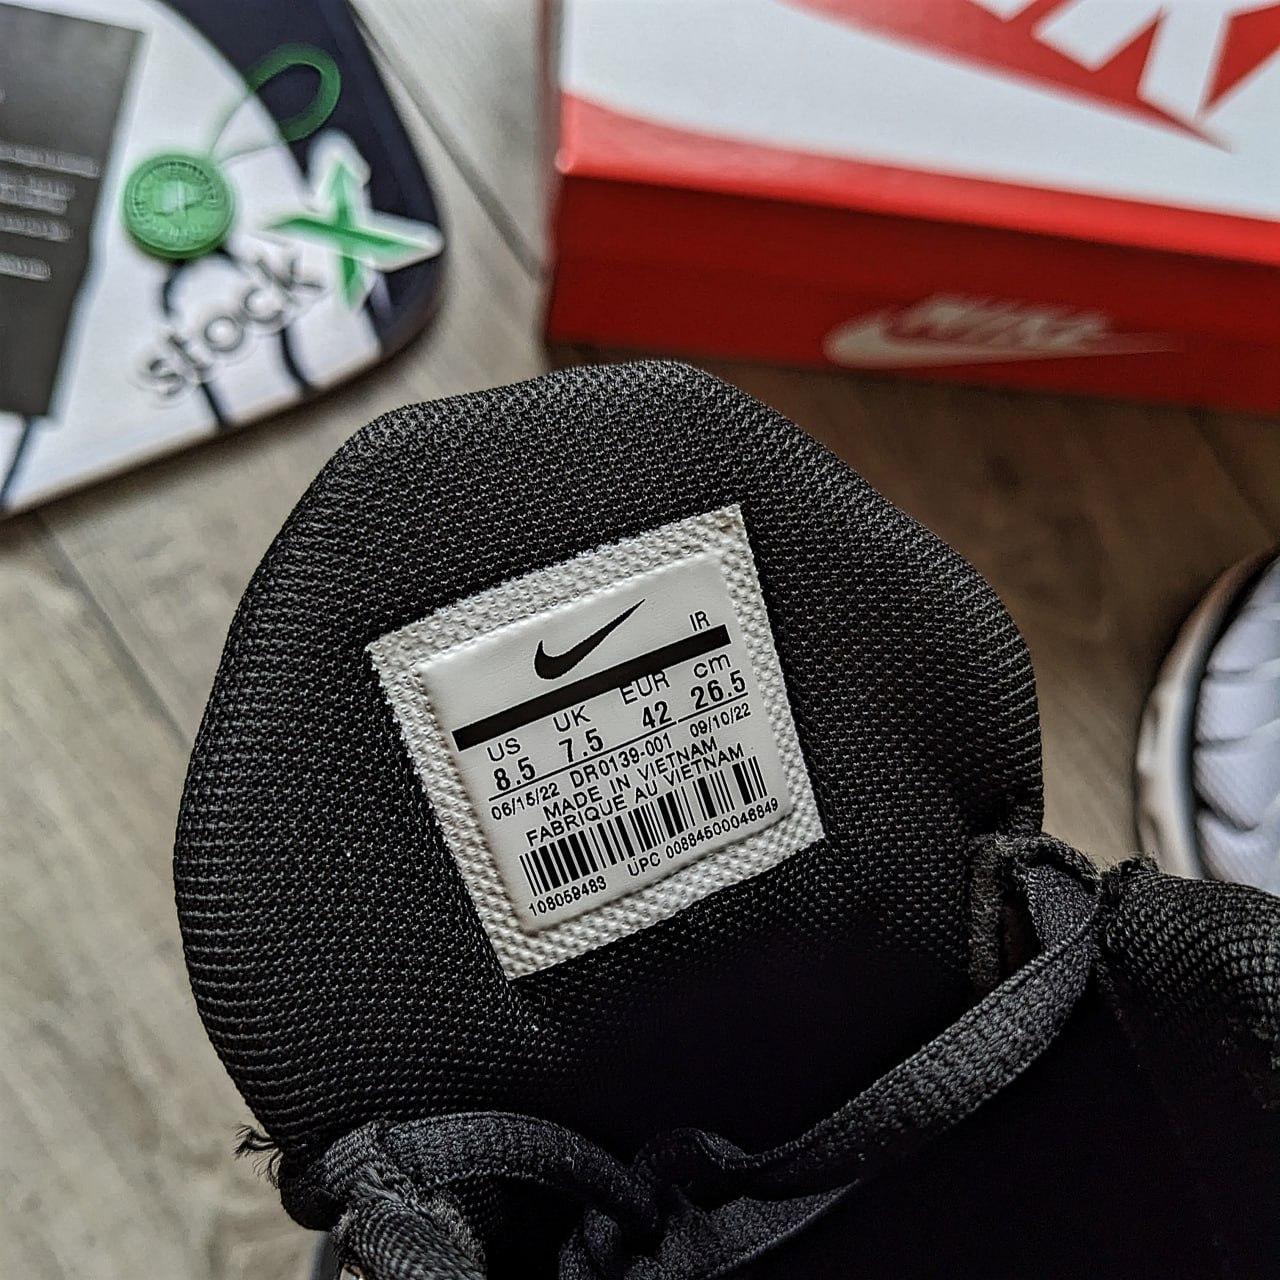 stock
NIKE
IR
US UK EUR cm
8.5 7.5 42 26.5
06/15/22 DR0139-001 09/10/22
MADE IN VIETNAM
FABRIQUE AU VIETNAM
108059483 UPC 00884500046849